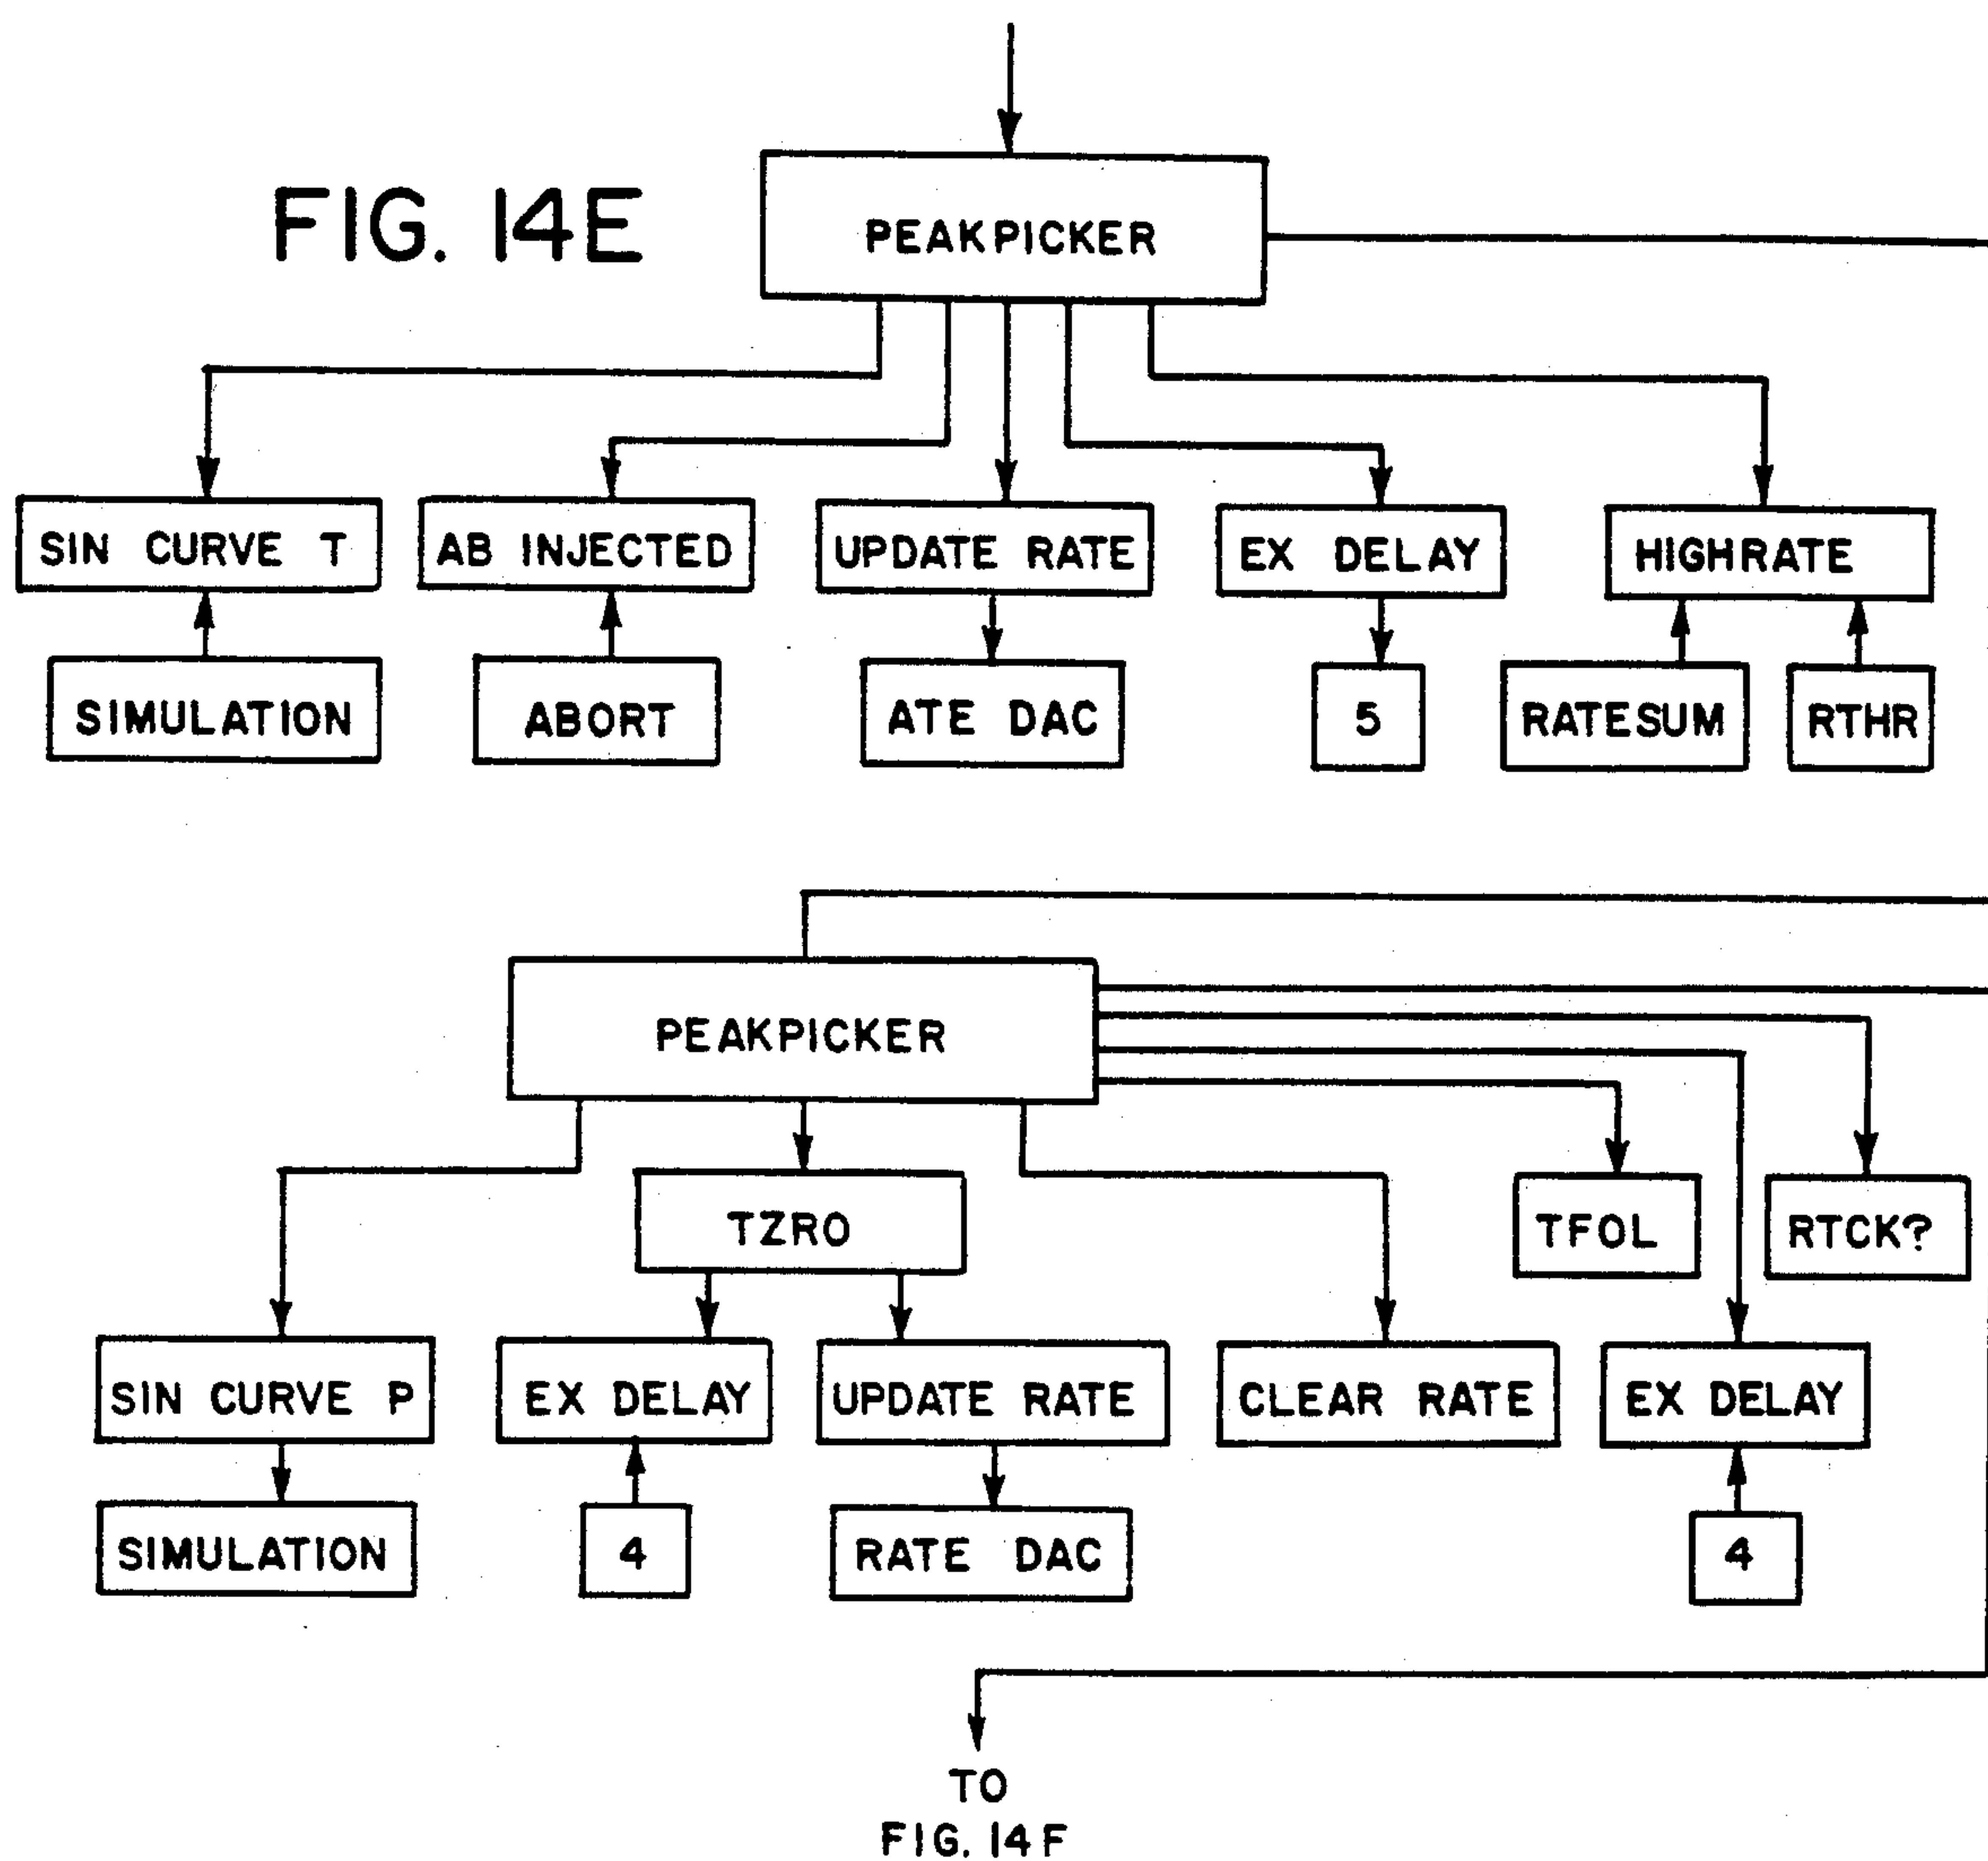 FIG. 14E
PEAKPICKER
SIN CURVE T
AB INJECTED
UPDATE RATE
EX DELAY
HIGHRATE
SIMULATION
ABORT
ATE DAC
5
RATESUM
RTHR
PEAKPICKER
TZRO
TFOL
RTCK?
SIN CURVE P
EX DELAY
UPDATE RATE
CLEAR RATE
EX DELAY
SIMULATION
4
RATE DAC
4
TO
FIG. 14F